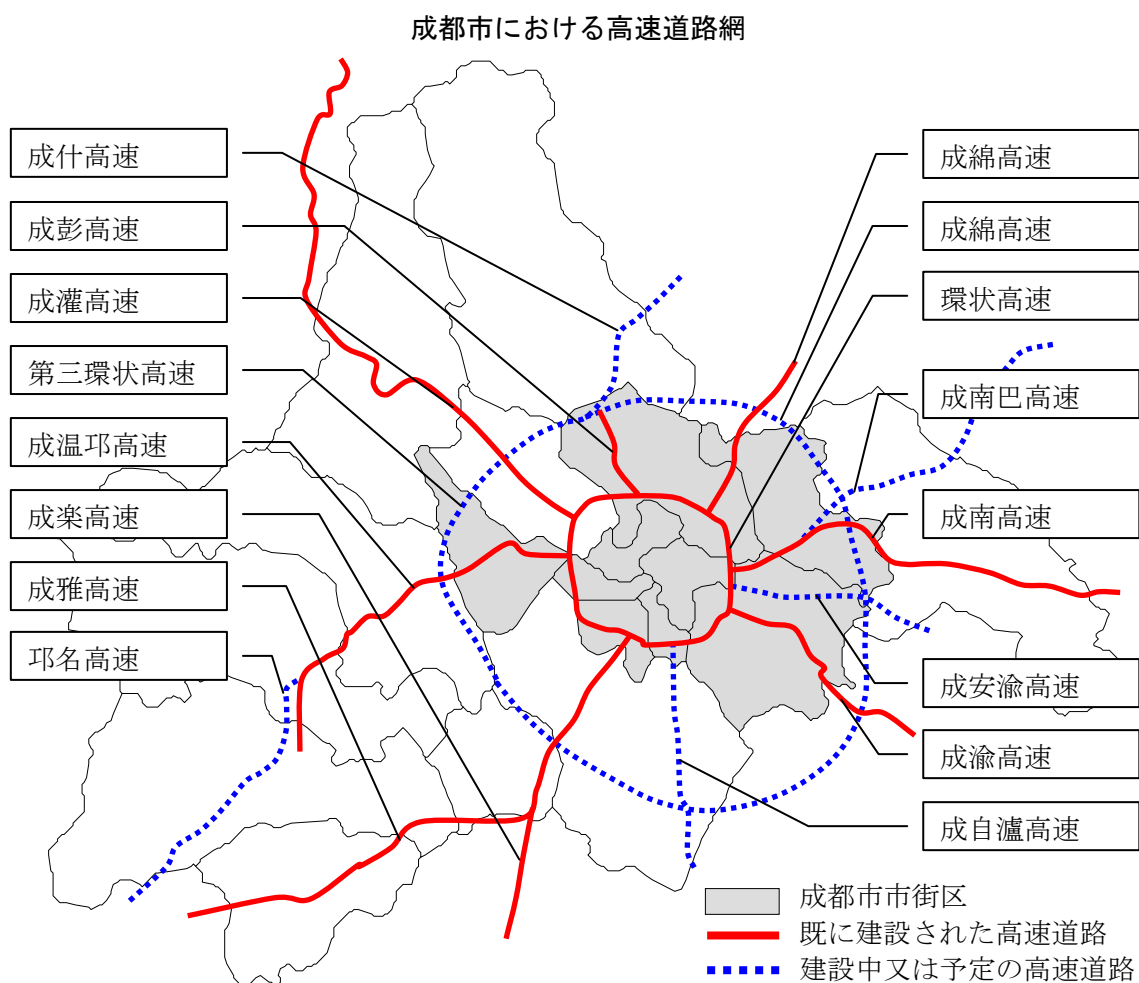 成都市における高速道路網
成什高速
成彭高速
成灌高速
第三環状高速
成温邛高速
成楽高速
成雅高速
邛名高速
成綿高速
成綿高速
環状高速
成南巴高速
成南高速
成安渝高速
成渝高速
成自瀘高速
成都市市街区
既に建設された高速道路
建設中又は予定の高速道路